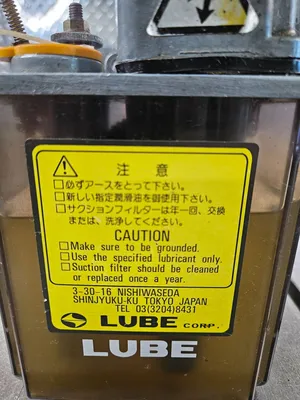 LUBE
注意
□必ずアースをとって下さい。
□新しい指定潤滑油を御使用下さい。
□サクションフィルターは年一回、交換
または、洗浄して下さい。
CAUTION
□Make sure to be grounded.
□Use the specified lubricant only.
□Suction filter should be cleaned
or replaced once a year.
3-30-16 NISHIWASEDA
SHINJYUKU-KU TOKYO JAPAN
TEL 03(3204)8431
LUBE CORP.
LUBE